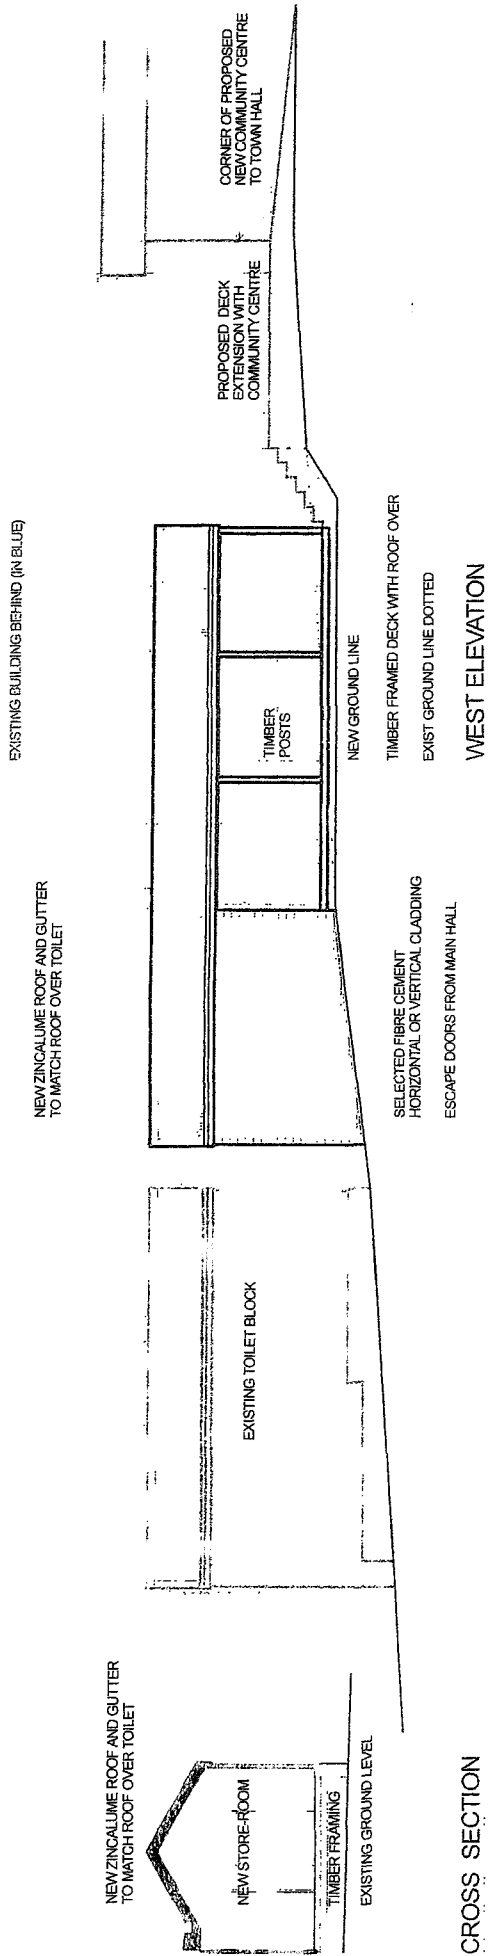 NEW ZINCALUME ROOF AND GUTTER
TO MATCH ROOF OVER TOILET
NEW STORE-ROOM
TIMBER FRAMING
EXISTING GROUND LEVEL
CROSS SECTION
NEW ZINCALUME ROOF AND GUTTER
TO MATCH ROOF OVER TOILET
EXISTING BUILDING BEHIND (IN BLUE)
EXISTING TOILET BLOCK
TIMBER
POSTS
PROPOSED DECK
EXTENSION WITH
COMMUNITY CENTRE
CORNER OF PROPOSED
NEW COMMUNITY CENTRE
TO TOWN HALL
NEW GROUND LINE
SELECTED FIBRE CEMENT
HORIZONTAL OR VERTICAL CLADDING
ESCAPE DOORS FROM MAIN HALL
TIMBER FRAMED DECK WITH ROOF OVER
EXIST GROUND LINE DOTTED
WEST ELEVATION